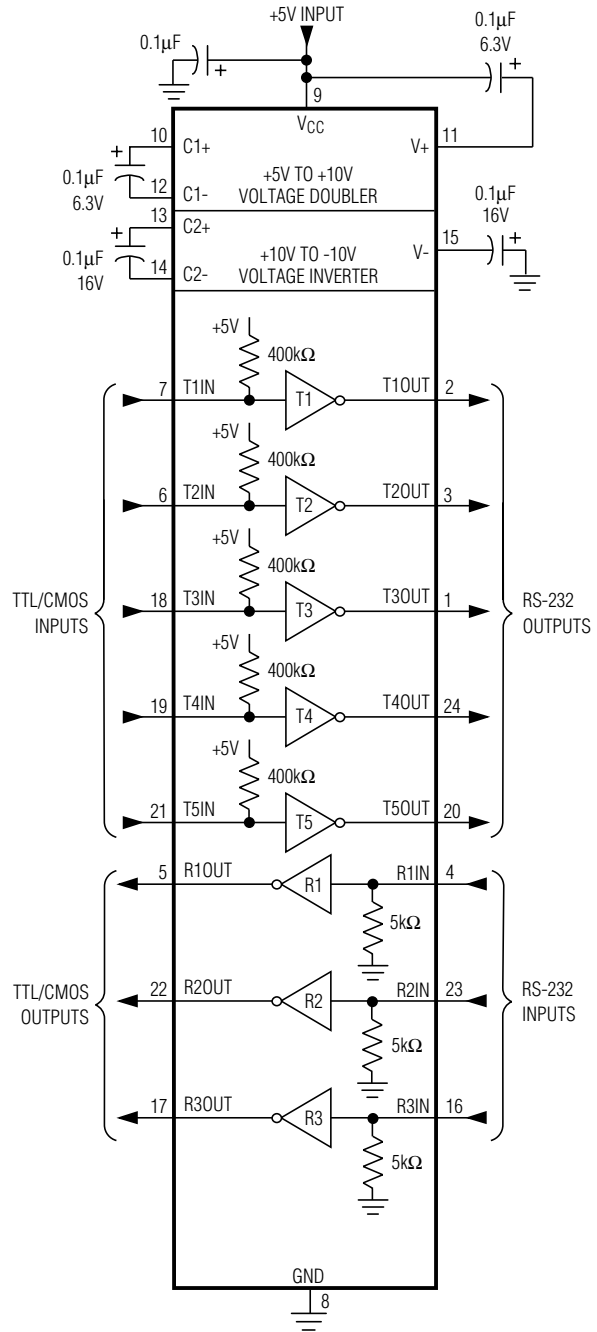 +5V INPUT
0.1µF
0.1µF
6.3V
9
VCC
10
C1+
V+
11
0.1µF
6.3V
12
C1-
+5V TO +10V
VOLTAGE DOUBLER
13
C2+
0.1µF
16V
14
C2-
+10V TO -10V
VOLTAGE INVERTER
V-
15
0.1µF
16V
+5V
400kΩ
7
T1IN
T1
T1OUT
2
+5V
400kΩ
6
T2IN
T2
T2OUT
3
+5V
400kΩ
TTL/CMOS
INPUTS
18
T3IN
T3
T3OUT
1
RS-232
OUTPUTS
+5V
400kΩ
19
T4IN
T4
T4OUT
24
+5V
400kΩ
21
T5IN
T5
T5OUT
20
5
R1OUT
R1
R1IN
4
5kΩ
TTL/CMOS
OUTPUTS
22
R2OUT
R2
R2IN
23
RS-232
INPUTS
5kΩ
17
R3OUT
R3
R3IN
16
5kΩ
GND
8